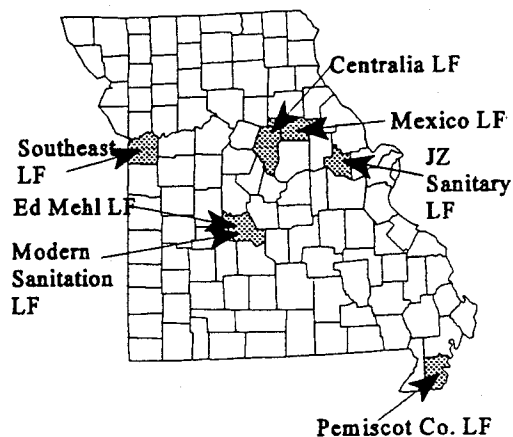 Centralia LF
Mexico LF
JZ
Sanitary
LF
Southeast
LF
Ed Mehl LF
Modern
Sanitation
LF
Pemiscot Co. LF